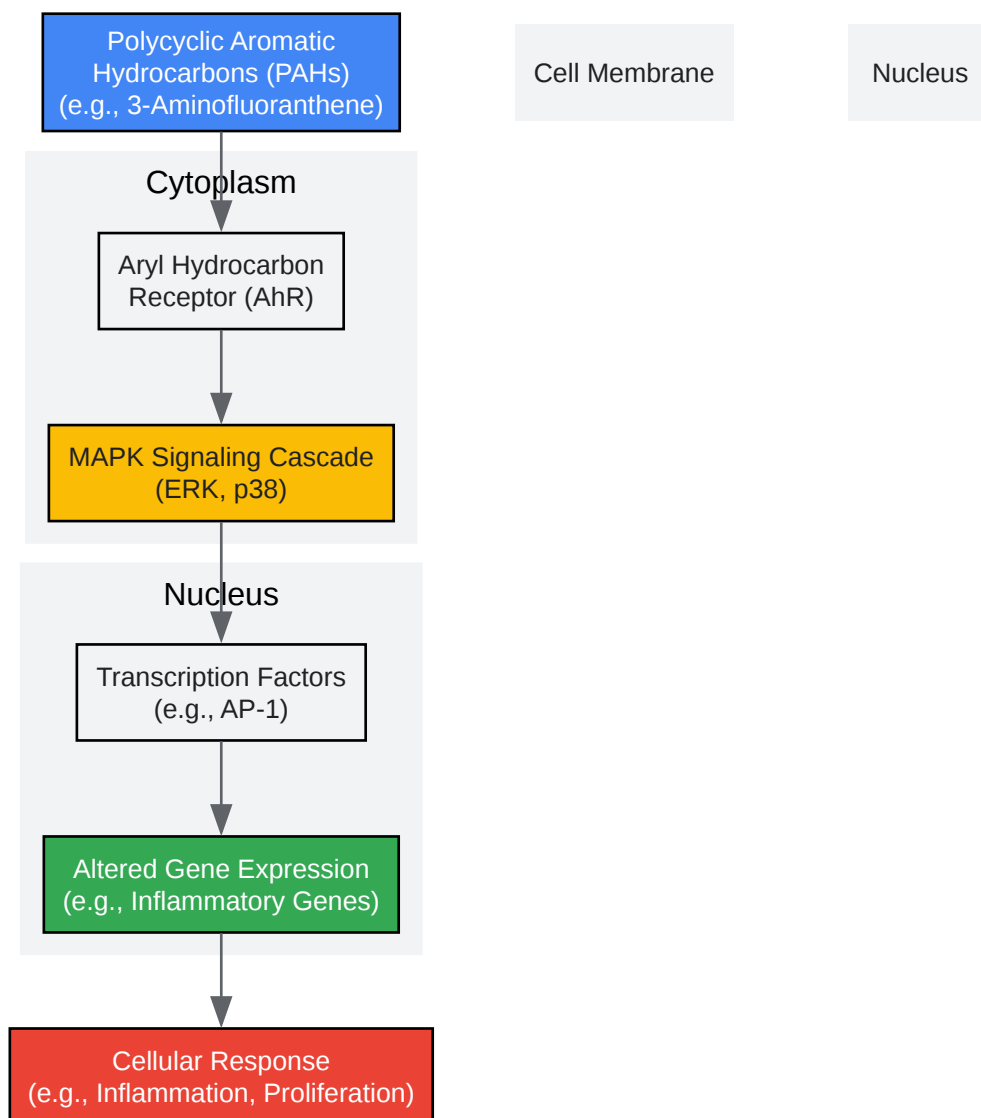 Polycyclic Aromatic
Hydrocarbons (PAHs)
(e.g., 3-Aminofluoranthene)
Cell Membrane
Nucleus
Cytoplasm
Aryl Hydrocarbon
Receptor (AhR)
MAPK Signaling Cascade
(ERK, p38)
Nucleus
Transcription Factors
(e.g., AP-1)
Altered Gene Expression
(e.g., Inflammatory Genes)
Cellular Response
(e.g., Inflammation, Proliferation)